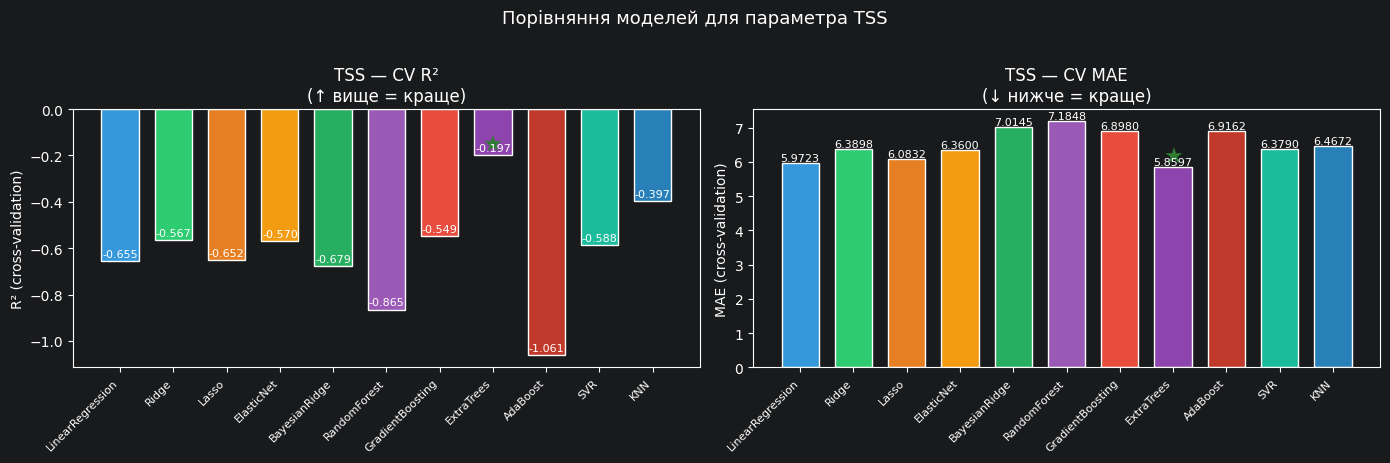 Порівняння моделей для параметра TSS
TSS — CV R²
(↑ вище = краще)
R² (cross-validation)
0.0
−0.2
−0.4
−0.6
−0.8
−1.0
-0.655
-0.567
-0.652
-0.570
-0.679
-0.865
-0.549
-0.197
-1.061
-0.588
-0.397
LinearRegression
Ridge
Lasso
ElasticNet
BayesianRidge
RandomForest
GradientBoosting
ExtraTrees
AdaBoost
SVR
KNN
TSS — CV MAE
(↓ нижче = краще)
MAE (cross-validation)
7
6
5
4
3
2
1
0
5.9723
6.3898
6.0832
6.3600
7.0145
7.1848
6.8980
5.8597
6.9162
6.3790
6.4672
LinearRegression
Ridge
Lasso
ElasticNet
BayesianRidge
RandomForest
GradientBoosting
ExtraTrees
AdaBoost
SVR
KNN